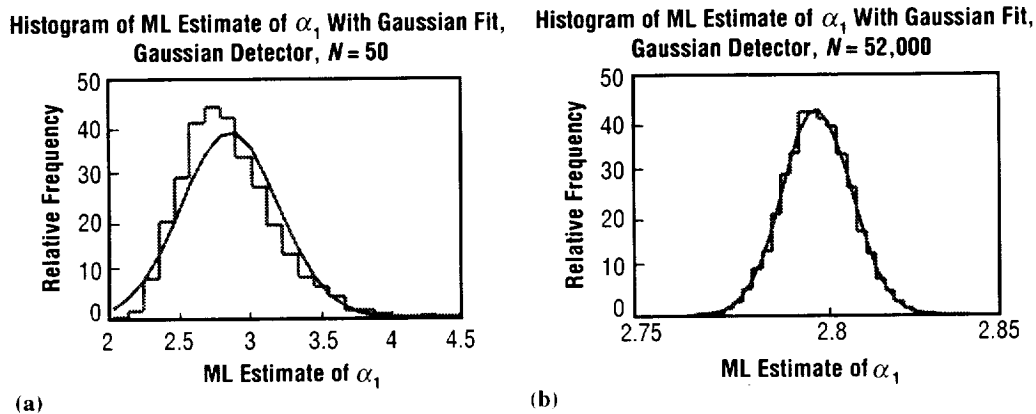 Histogram of ML Estimate of α1 With Gaussian Fit,
Gaussian Detector, N = 50
50
40
30
20
10
0
Relative Frequency
2 2.5 3 3.5 4 4.5
ML Estimate of α1
(a)
Histogram of ML Estimate of α1 With Gaussian Fit,
Gaussian Detector, N = 52,000
50
40
30
20
10
0
Relative Frequency
2.75 2.8 2.85
ML Estimate of α1
(b)